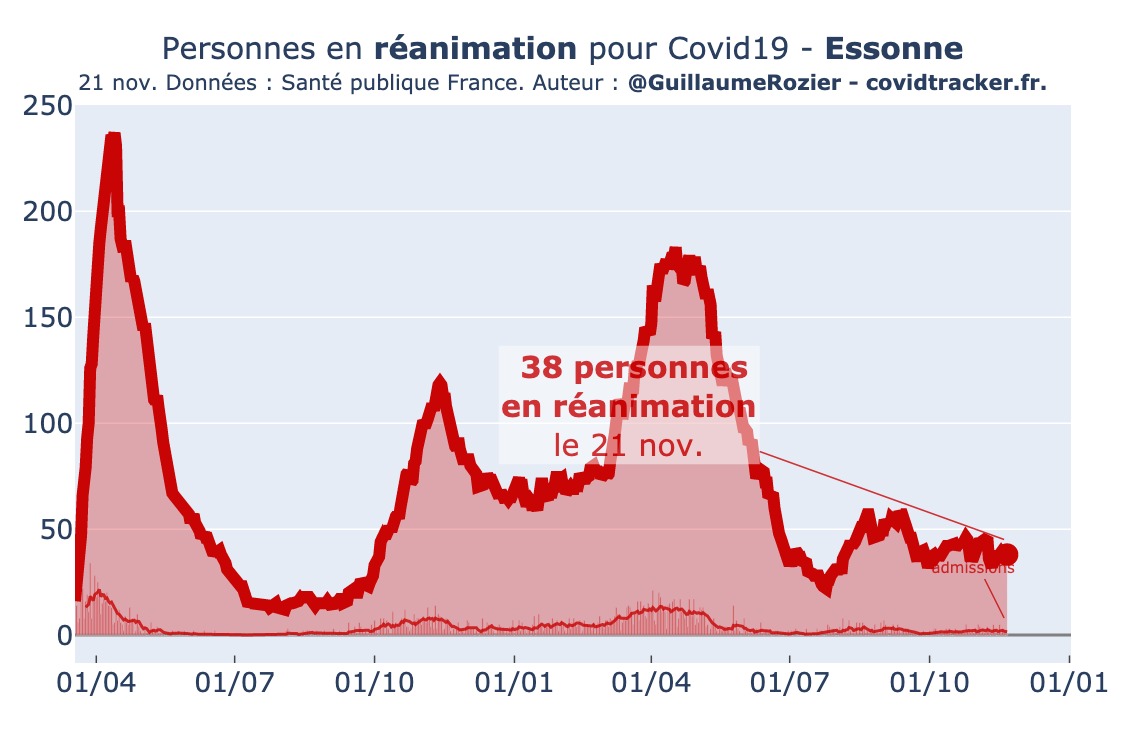 Personnes en réanimation pour Covid19 - Essonne
21 nov. Données : Santé publique France. Auteur : @GuillaumeRozier - covidtracker.fr.
250
200
150
100
50
0
38 personnes
en réanimation
le 21 nov.
admissions
01/04 01/07 01/10 01/01 01/04 01/07 01/10 01/01